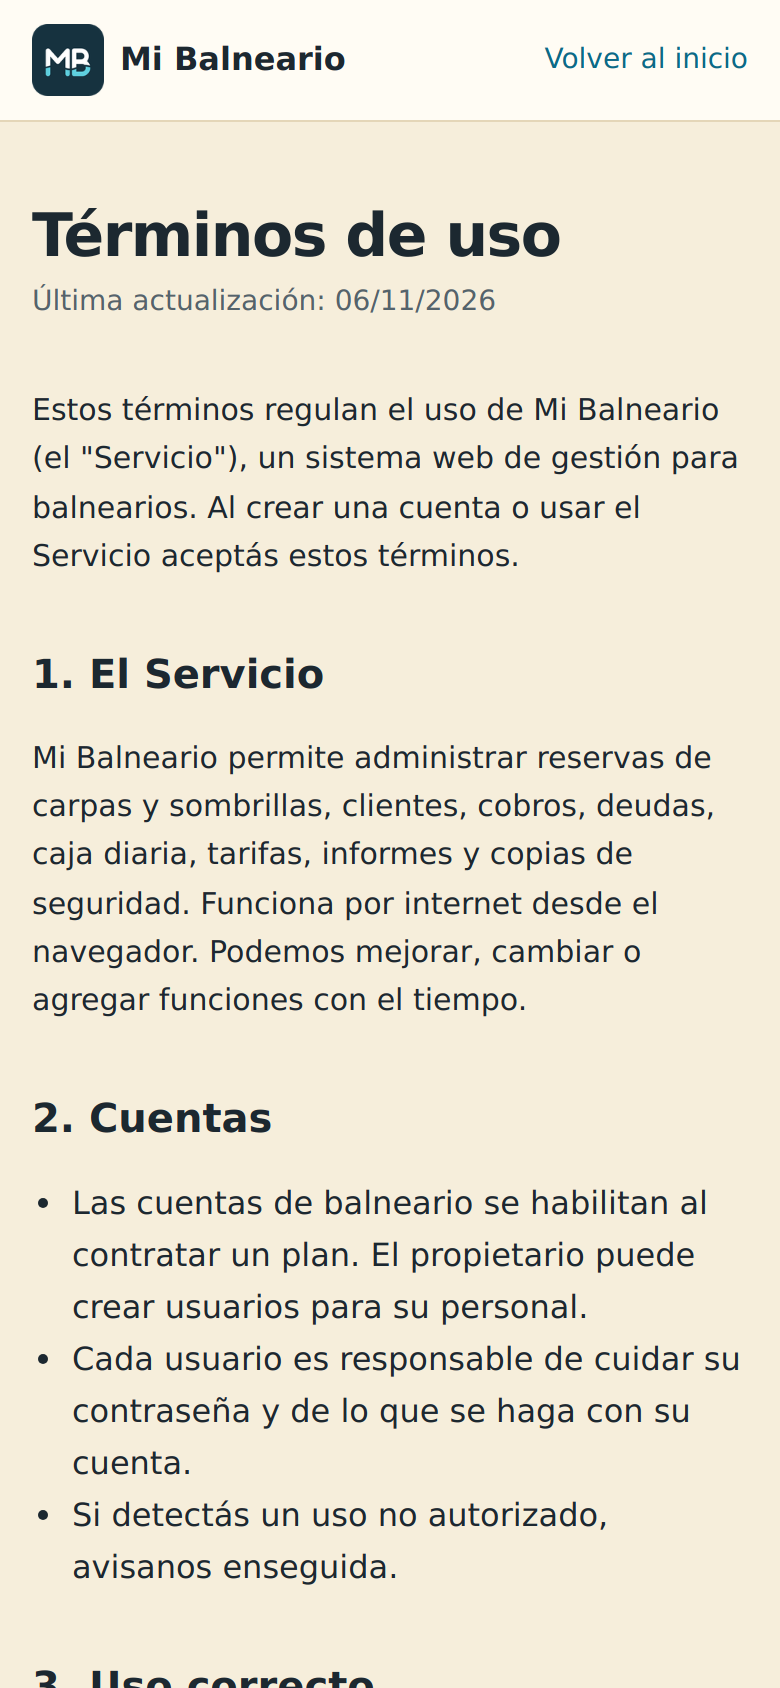 MB
Mi Balneario
Volver al inicio
Términos de uso
Última actualización: 06/11/2026
Estos términos regulan el uso de Mi Balneario
(el "Servicio"), un sistema web de gestión para
balnearios. Al crear una cuenta o usar el
Servicio aceptás estos términos.
1. El Servicio
Mi Balneario permite administrar reservas de
carpas y sombrillas, clientes, cobros, deudas,
caja diaria, tarifas, informes y copias de
seguridad. Funciona por internet desde el
navegador. Podemos mejorar, cambiar o
agregar funciones con el tiempo.
2. Cuentas
• Las cuentas de balneario se habilitan al
contratar un plan. El propietario puede
crear usuarios para su personal.
• Cada usuario es responsable de cuidar su
contraseña y de lo que se haga con su
cuenta.
• Si detectás un uso no autorizado,
avisanos enseguida.
3. Uso correcto